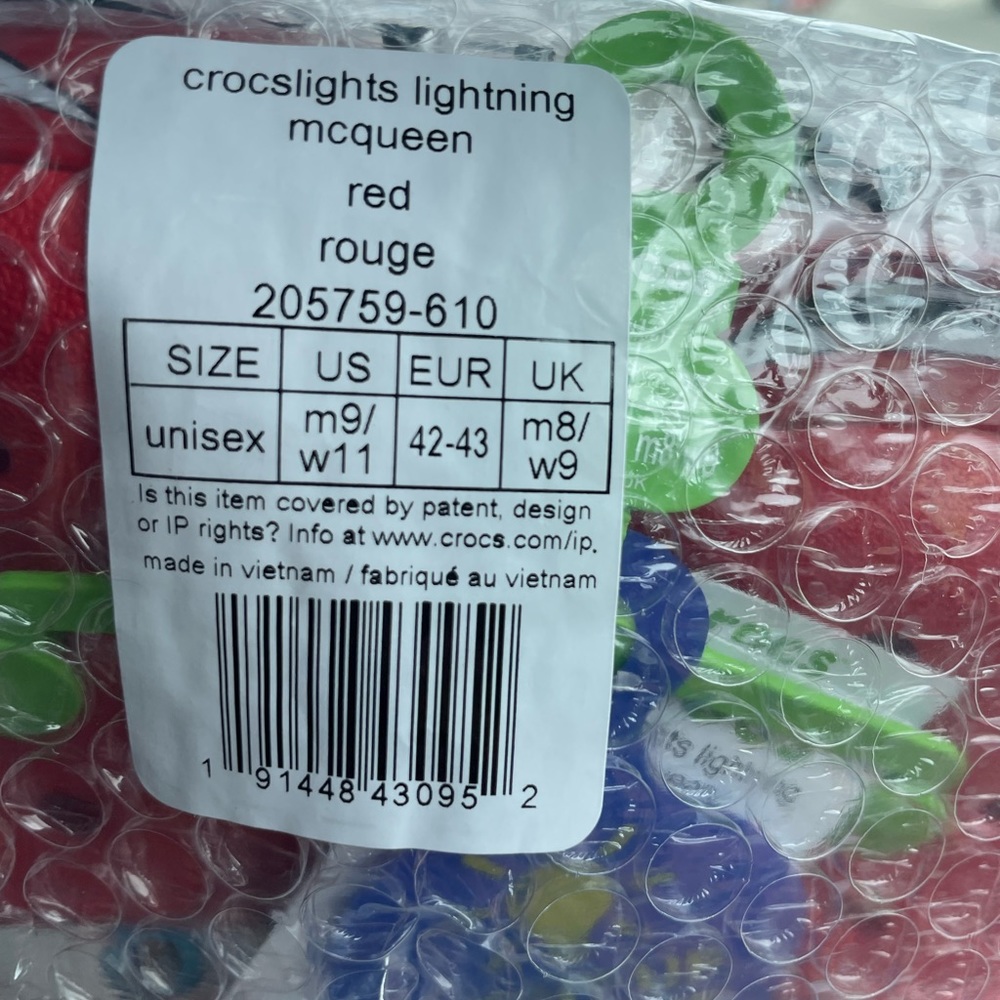 crocslights lightning
mcqueen
red
rouge
205759-610
SIZE US EUR UK
unisex m9/w11 42-43 m8/w9
Is this item covered by patent, design
or IP rights? Info at www.crocs.com/ip.
made in vietnam / fabriqué au vietnam
1 91448 43095 2